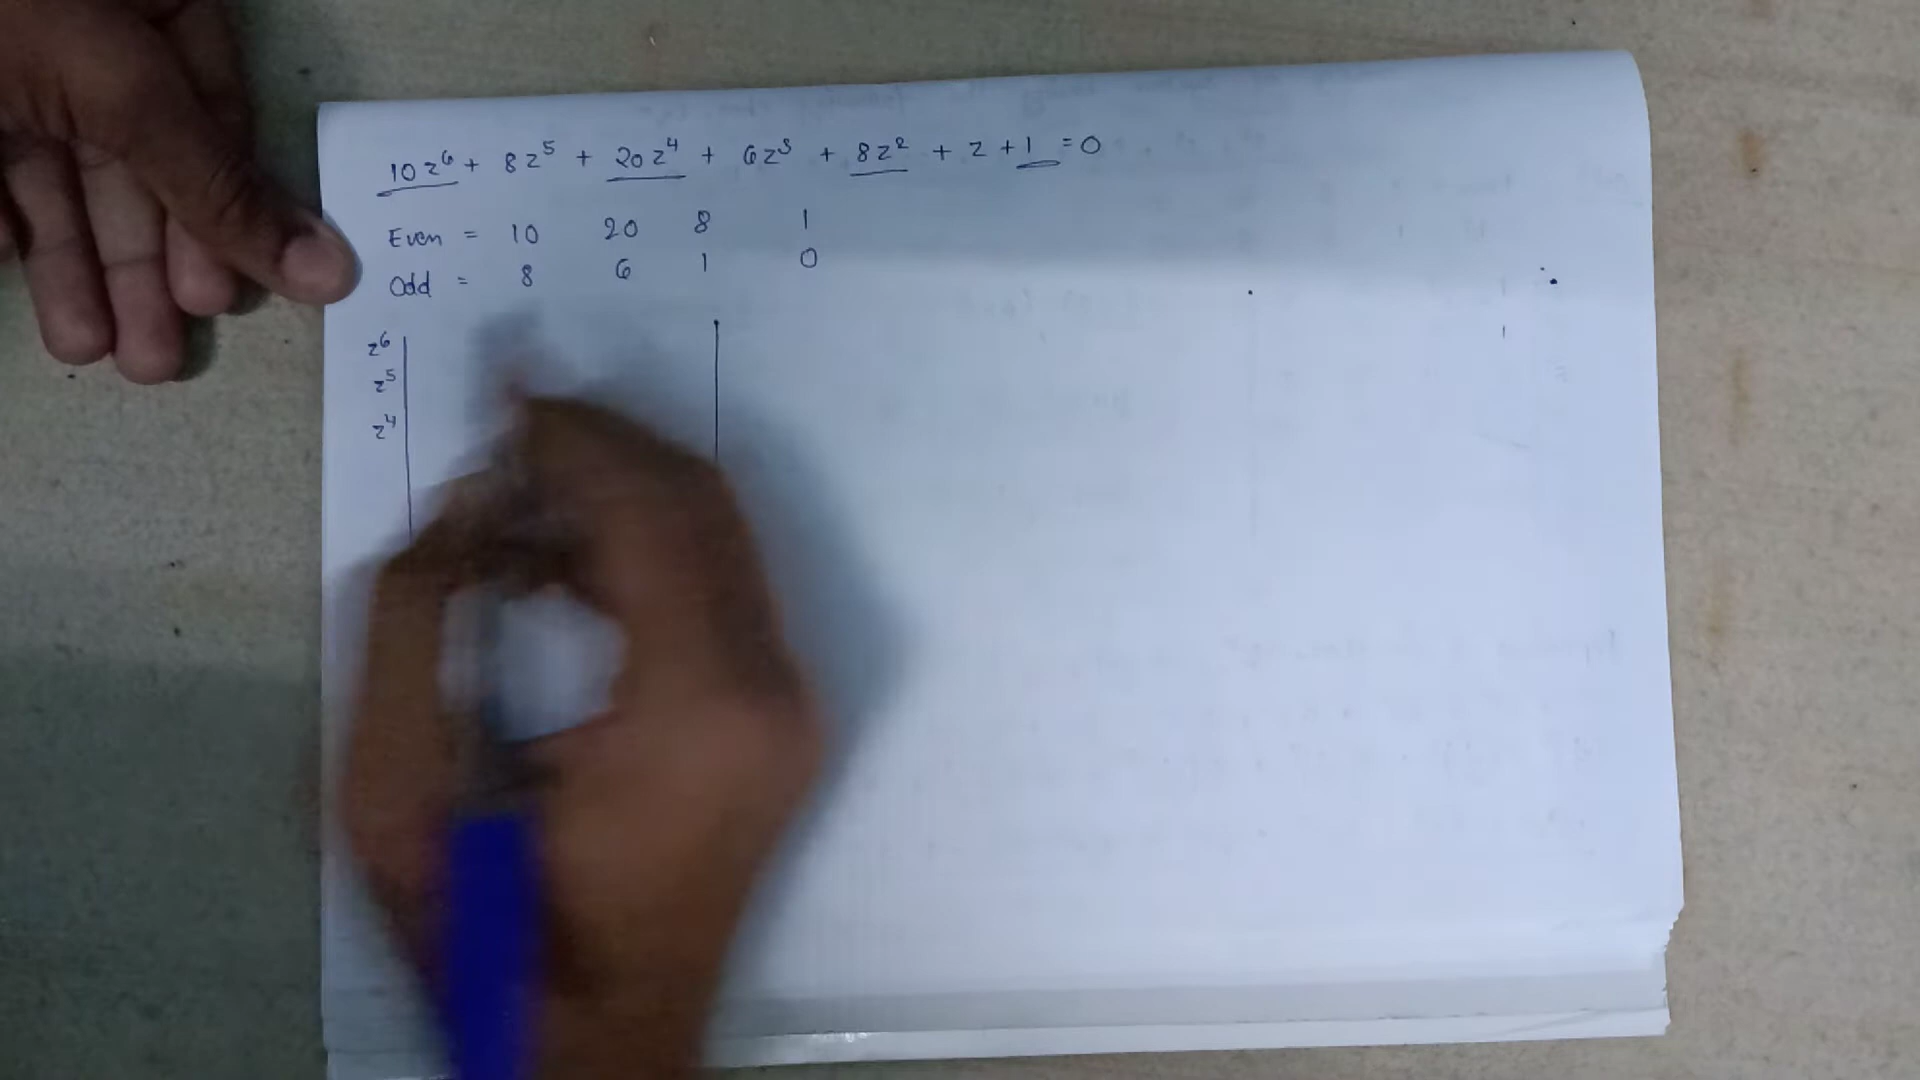 10z⁶ + 8z⁵ + 20z⁴ + 6z³ + 8z² + z + 1 = 0
Even = 10 20 8 1
Odd = 8 6 1 0
z⁶
z⁵
z⁴